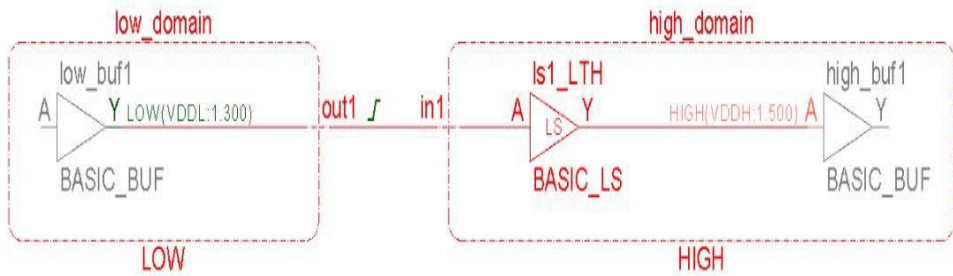 low_domain
high_domain
low_buf1
ls1_LTH
high_buf1
A
Y
LOW(VDDL:1.300)
out1
in1
A
Y
HIGH(VDDH:1.500)
A
Y
LS
BASIC_BUF
BASIC_LS
BASIC_BUF
LOW
HIGH